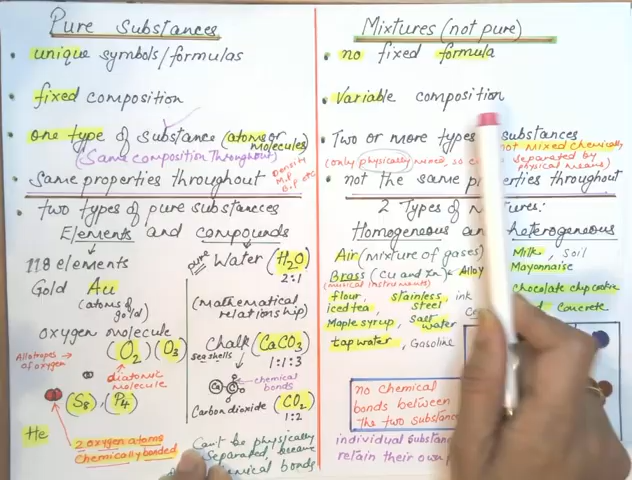 Pure Substances
unique symbols/formulas
fixed composition
one type of substance (atoms or
molecules)
(Same composition throughout)
Density
M.P
B.P etc
Same properties throughout
two types of pure substancces
Elements and compounds
118 elements
Gold Au
(atoms of
gold)
oxygen molecule
Allotropes
of oxygen
(O2) (O3)
diatomic
molecule
(S8), (P4)
He
2 oxygen atoms
chemically bonded
pure
Water (H2O)
2:1
(mathematical
relationship)
Chalk (CaCO3)
sea shells
1:1:3
chemical
bonds
Ca C
Carbon dioxide (CO2)
1:2
Can't be physically
separated, because
chemical bonds
Mixtures (not pure)
no fixed formula
Variable composition
Two or more types substances
not Mixed chemically
(only physically mixed, so
separated by
physical means)
not the same properties throughout
2 Types of
Homogeneous heterogeneous
Air (mixture of gases)
Brass (Cu and Zn) Alloy
(musical instruments)
flour, stainless, ink
iced tea, steel
Maple syrup, salt
water
tap water, Gasoline
Milk, soil
Mayonnaise
Chocolate chip cookie
Concrete
no chemical
bonds between
the two substanc
individual substan
retain their own